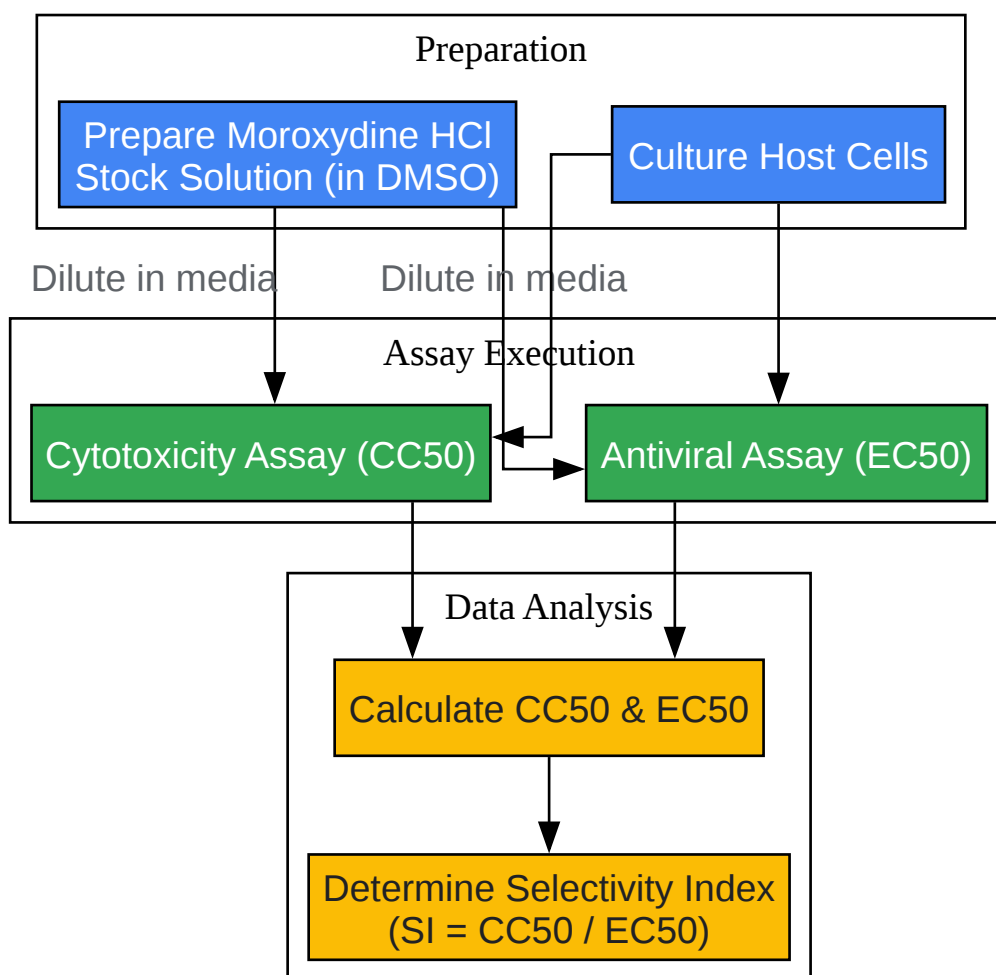 Preparation
Prepare Moroxydine HCl
Stock Solution (in DMSO)
Culture Host Cells
Dilute in media
Dilute in media
Assay Execution
Cytotoxicity Assay (CC50)
Antiviral Assay (EC50)
Data Analysis
Calculate CC50 & EC50
Determine Selectivity Index
(SI = CC50 / EC50)